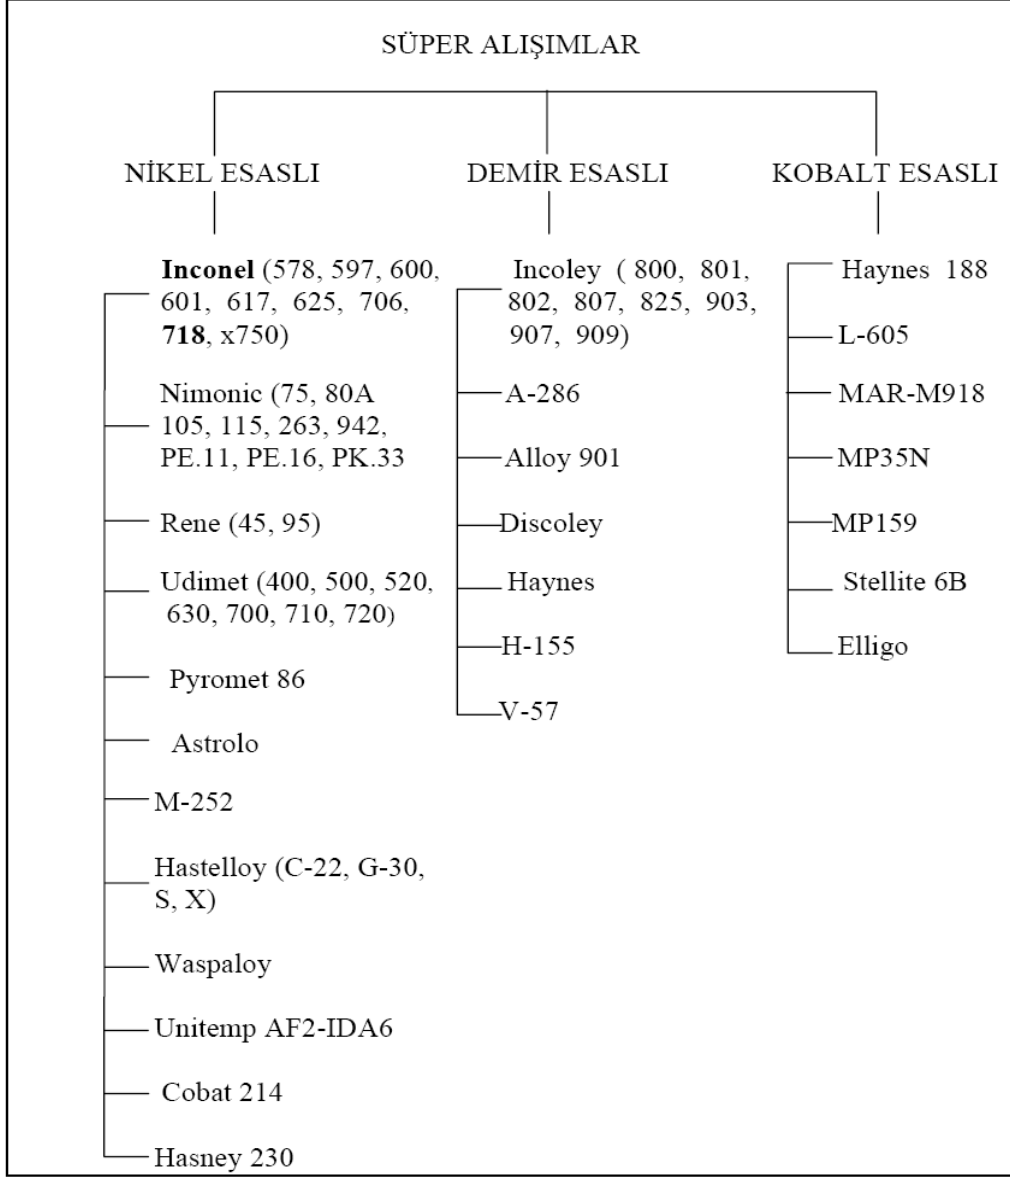 SÜPER ALIŞIMLAR
NİKEL ESASLI
Inconel (578, 597, 600,
601, 617, 625, 706,
718, x750)
Nimonic (75, 80A
105, 115, 263, 942,
PE.11, PE.16, PK.33
Rene (45, 95)
Udimet (400, 500, 520,
630, 700, 710, 720)
Pyromet 86
Astrolo
M-252
Hastelloy (C-22, G-30,
S, X)
Waspaloy
Unitemp AF2-IDA6
Cobat 214
Hasney 230
DEMİR ESASLI
Incoley ( 800, 801,
802, 807, 825, 903,
907, 909)
A-286
Alloy 901
Discoley
Haynes
H-155
V-57
KOBALT ESASLI
Haynes 188
L-605
MAR-M918
MP35N
MP159
Stellite 6B
Elligo